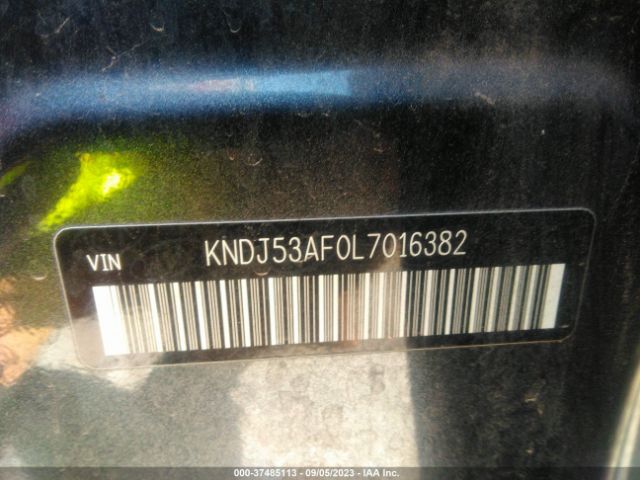 VIN KNDJ53AF0L7016382
000-37485113 - 09/05/2023 - IAA Inc.